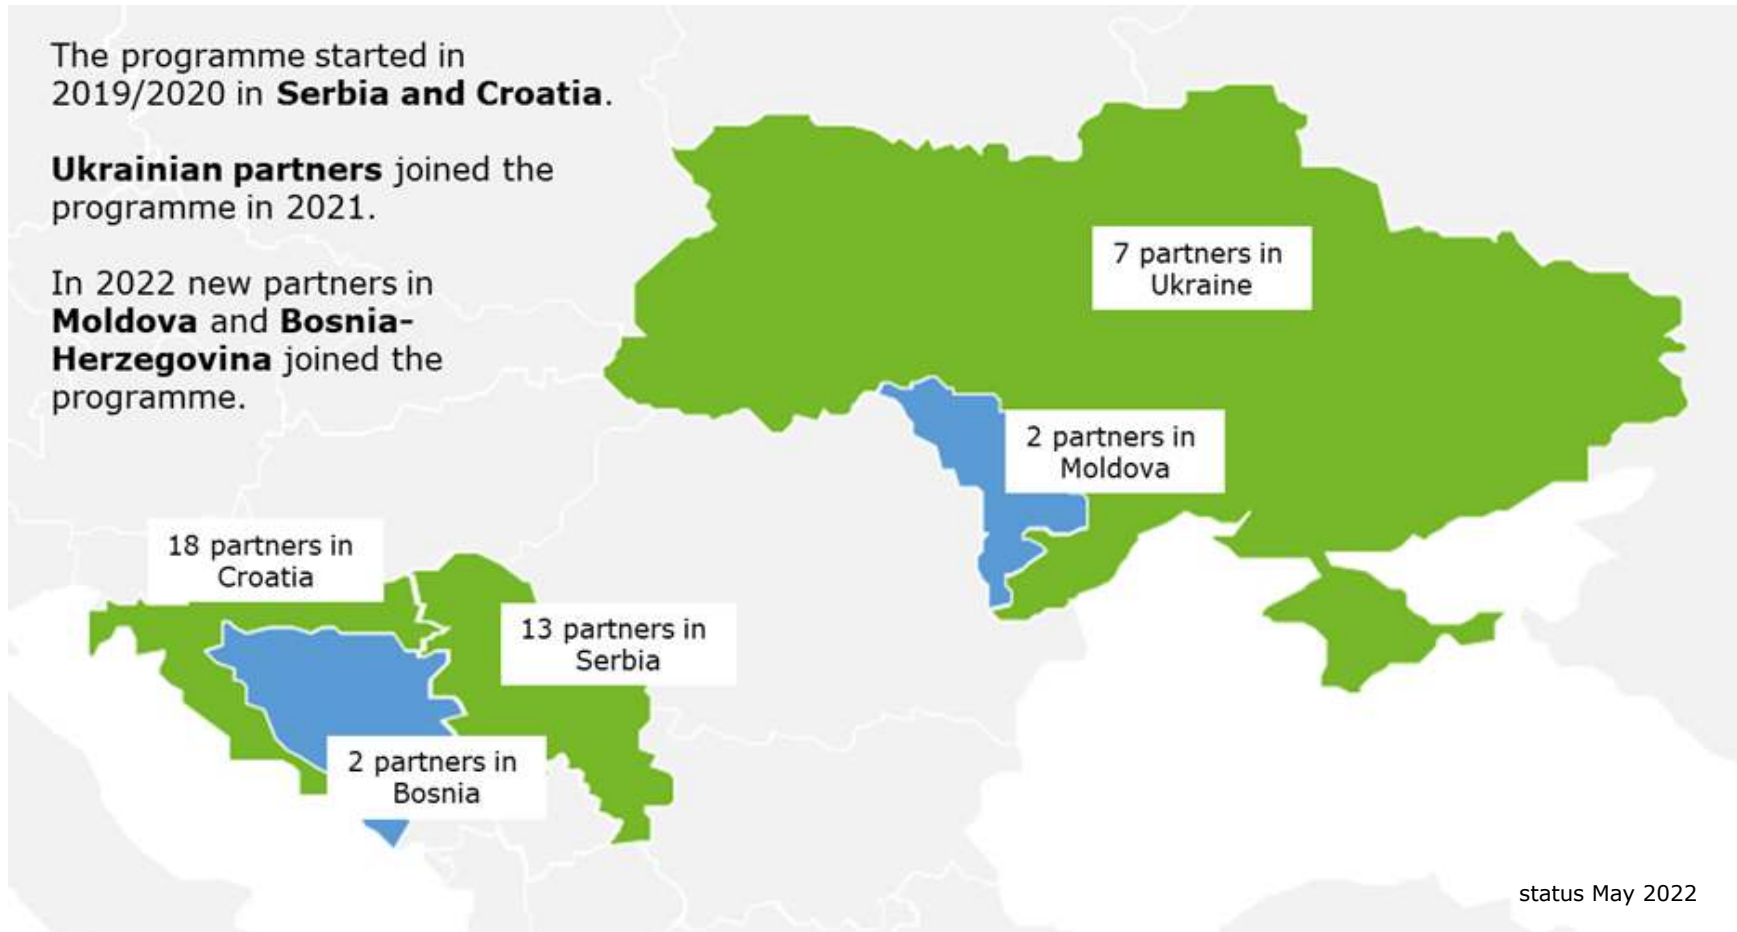 The programme started in
2019/2020 in Serbia and Croatia.
Ukrainian partners joined the
programme in 2021.
In 2022 new partners in
Moldova and Bosnia-
Herzegovina joined the
programme.
7 partners in
Ukraine
2 partners in
Moldova
18 partners in
Croatia
13 partners in
Serbia
2 partners in
Bosnia
status May 2022